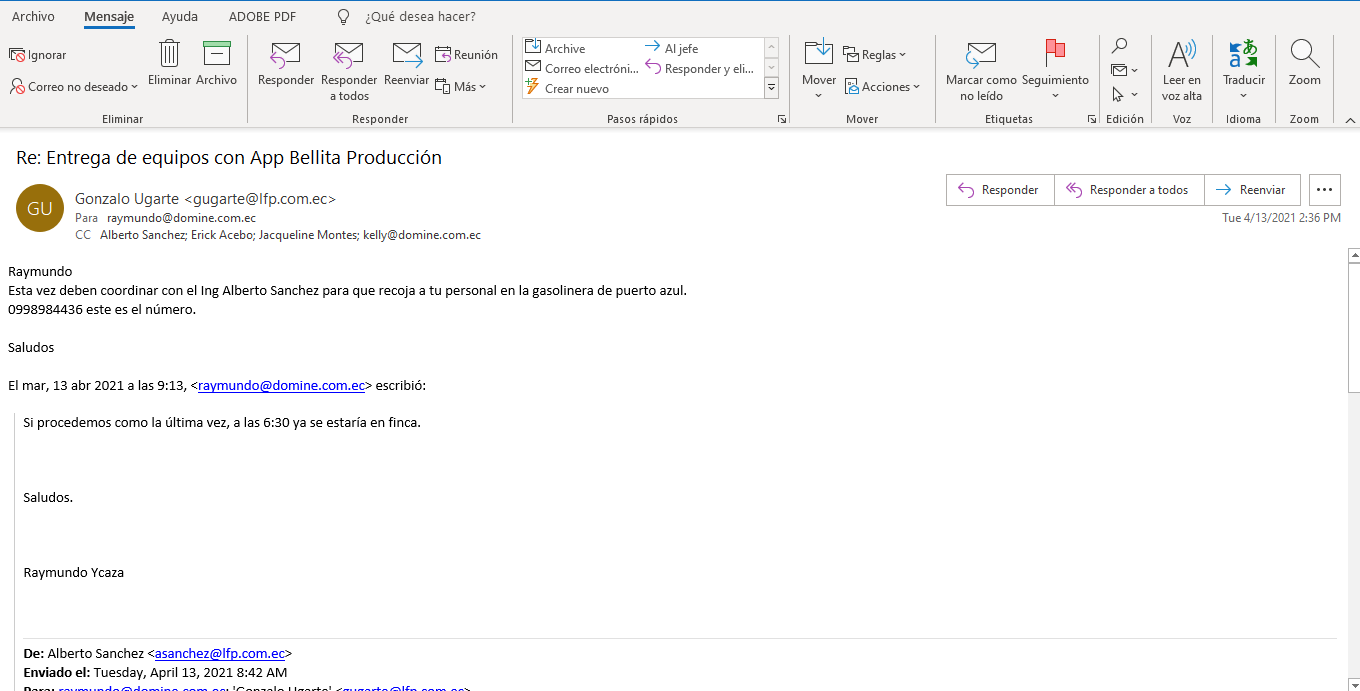 Archivo Mensaje Ayuda ADOBE PDF ¿Qué desea hacer?
Ignorar
Correo no deseado
Eliminar
Archivo
Eliminar
Responder
Responder a todos
Reenviar
Reunión
Más
Responder
Archive
Al jefe
Correo electróni...
Responder y eli...
Crear nuevo
Pasos rápidos
Mover
Reglas
Acciones
Mover
Marcar como no leído
Seguimiento
Etiquetas
Edición
Leer en voz alta
Voz
Traducir
Idioma
Zoom
Zoom
Re: Entrega de equipos con App Bellita Producción
GU
Gonzalo Ugarte <gugarte@lfp.com.ec>
Para raymundo@domine.com.ec
CC Alberto Sanchez; Erick Acebo; Jacqueline Montes; kelly@domine.com.ec
Responder Responder a todos Reenviar
Tue 4/13/2021 2:36 PM
Raymundo
Esta vez deben coordinar con el Ing Alberto Sanchez para que recoja a tu personal en la gasolinera de puerto azul.
0998984436 este es el número.
Saludos
El mar, 13 abr 2021 a las 9:13, <raymundo@domine.com.ec> escribió:
Si procedemos como la última vez, a las 6:30 ya se estaría en finca.
Saludos.
Raymundo Ycaza
De: Alberto Sanchez <asanchez@lfp.com.ec>
Enviado el: Tuesday, April 13, 2021 8:42 AM
Para: raymundo@domine.com.ec; 'Gonzalo Ugarte' <gugarte@lfp.com.ec>